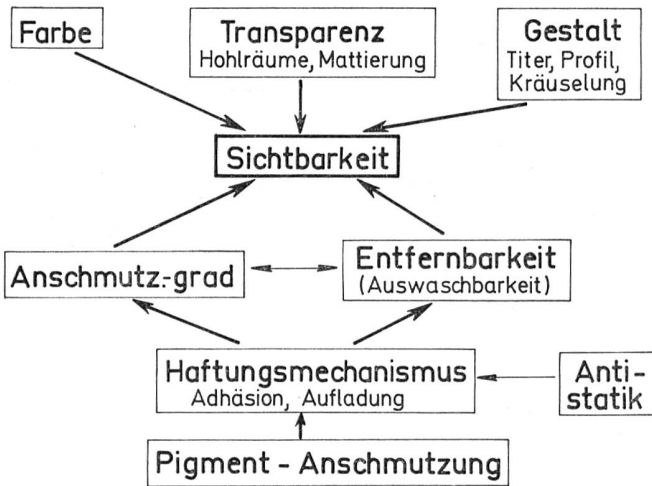 Farbe
Transparenz
Hohlräume, Mattierung
Gestalt
Titer, Profil,
Kräuselung
Sichtbarkeit
Anschmutz.-grad
Entfernbarkeit
(Auswaschbarkeit)
Haftungsmechanismus
Adhäsion, Aufladung
Anti-
statik
Pigment - Anschmutzung